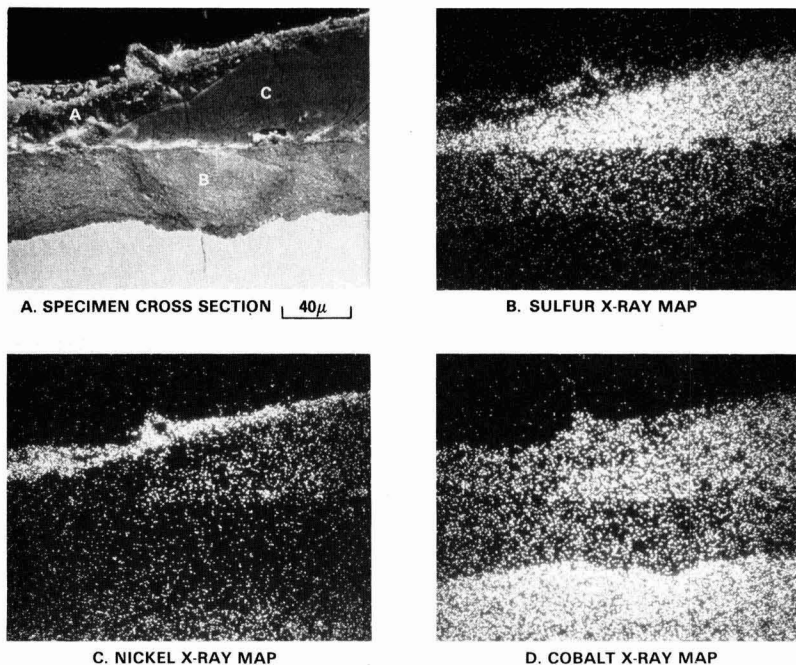 A
C
B
A. SPECIMEN CROSS SECTION 40μ
B. SULFUR X-RAY MAP
C. NICKEL X-RAY MAP
D. COBALT X-RAY MAP